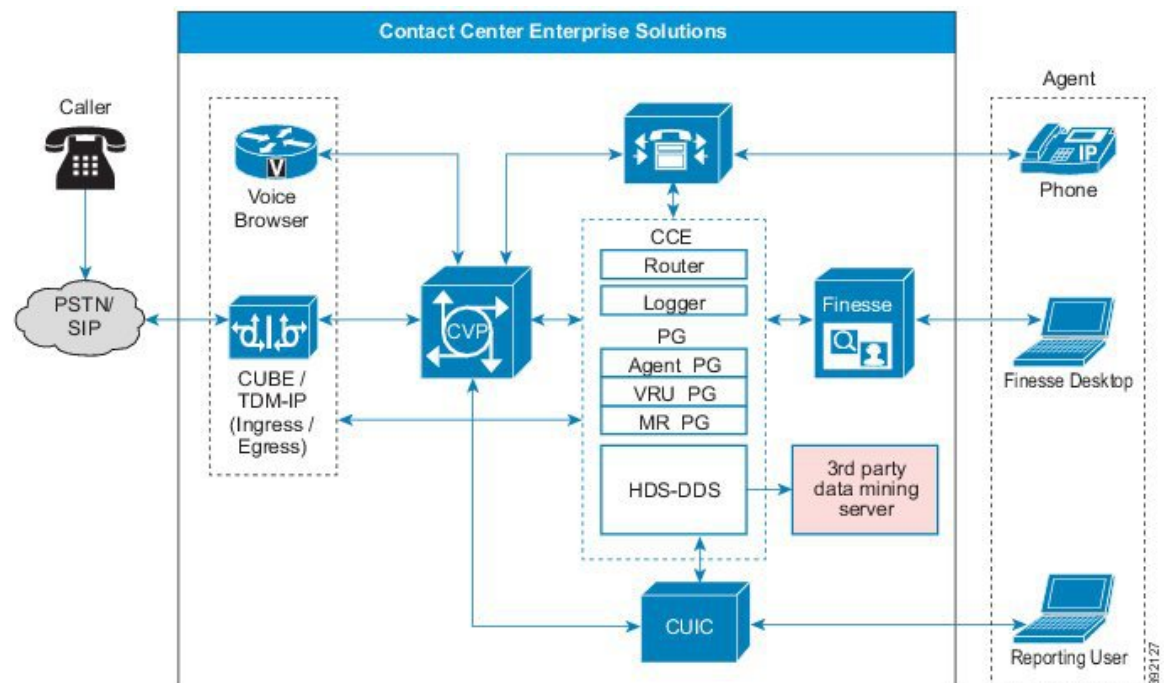 Contact Center Enterprise Solutions
Caller
PSTN/
SIP
V
Voice
Browser
CUBE /
TDM-IP
(Ingress /
Egress)
CVP
CCE
Router
Logger
PG
Agent PG
VRU PG
MR PG
HDS-DDS
3rd party
data mining
server
Finesse
CUIC
Agent
IP
Phone
Finesse Desktop
Reporting User
392127